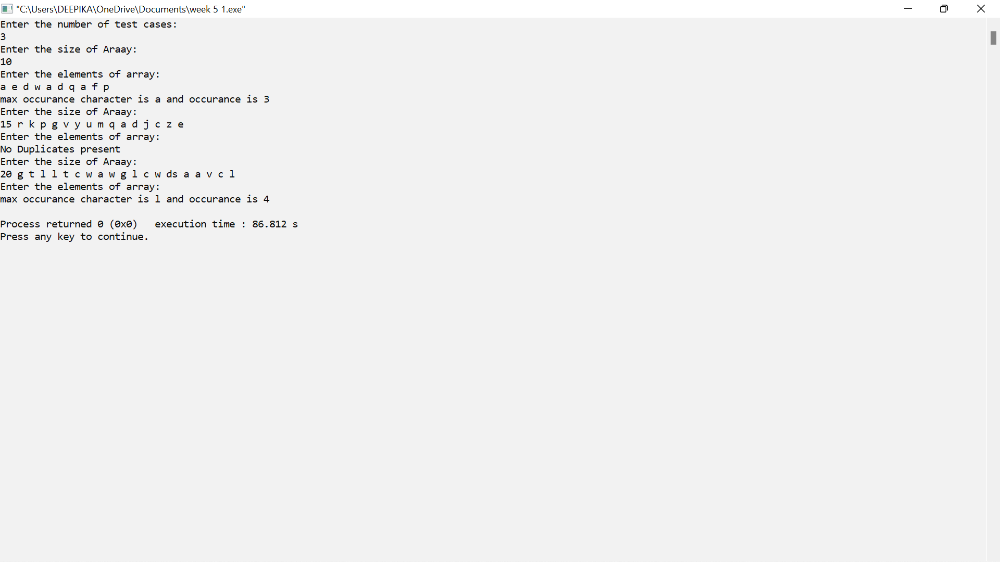 "C:\Users\DEEPIKA\OneDrive\Documents\week 5 1.exe"
Enter the number of test cases:
3
Enter the size of Araay:
10
Enter the elements of array:
a e d w a d q a f p
max occurance character is a and occurance is 3
Enter the size of Araay:
15 r k p g v y u m q a d j c z e
Enter the elements of array:
No Duplicates present
Enter the size of Araay:
20 g t l l t c w a w g l c w ds a a v c l
Enter the elements of array:
max occurance character is l and occurance is 4
Process returned 0 (0x0)   execution time : 86.812 s
Press any key to continue.